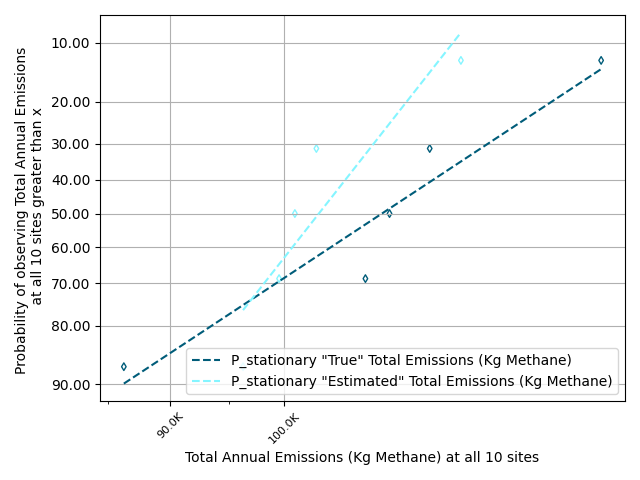 10.00
20.00
30.00
40.00
50.00
60.00
70.00
80.00
90.00
Probability of observing Total Annual Emissions
at all 10 sites greater than x
P_stationary "True" Total Emissions (Kg Methane)
P_stationary "Estimated" Total Emissions (Kg Methane)
90.0K
100.0K
Total Annual Emissions (Kg Methane) at all 10 sites